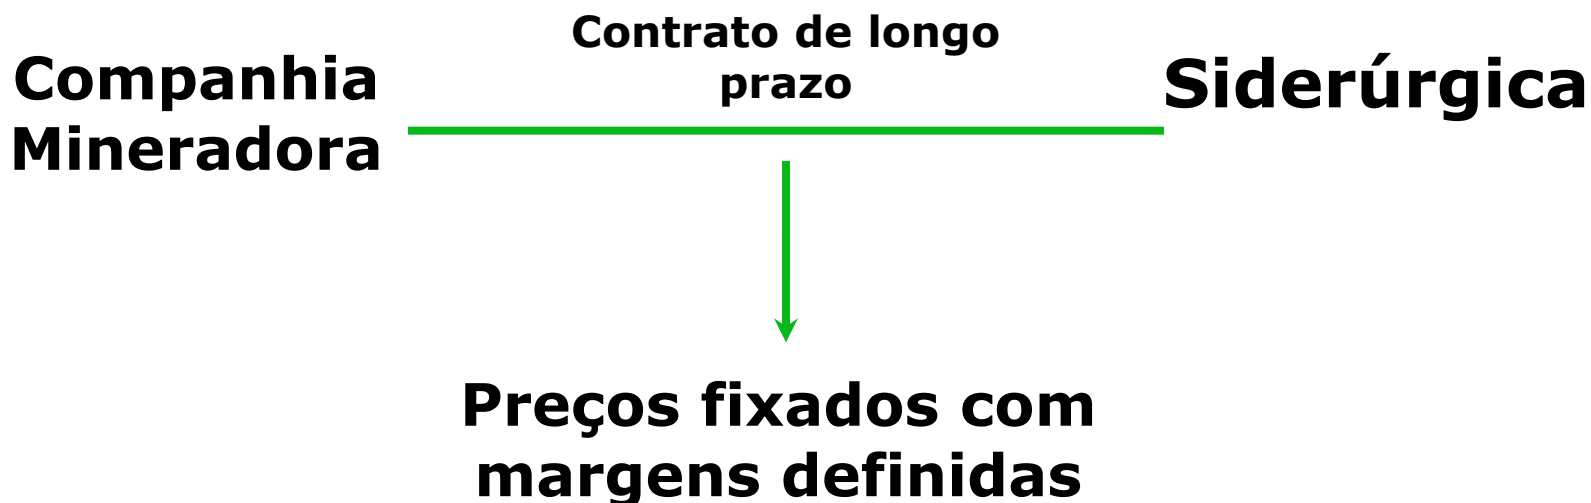 Contrato de longo
prazo
Companhia
Mineradora
Siderúrgica
Preços fixados com
margens definidas